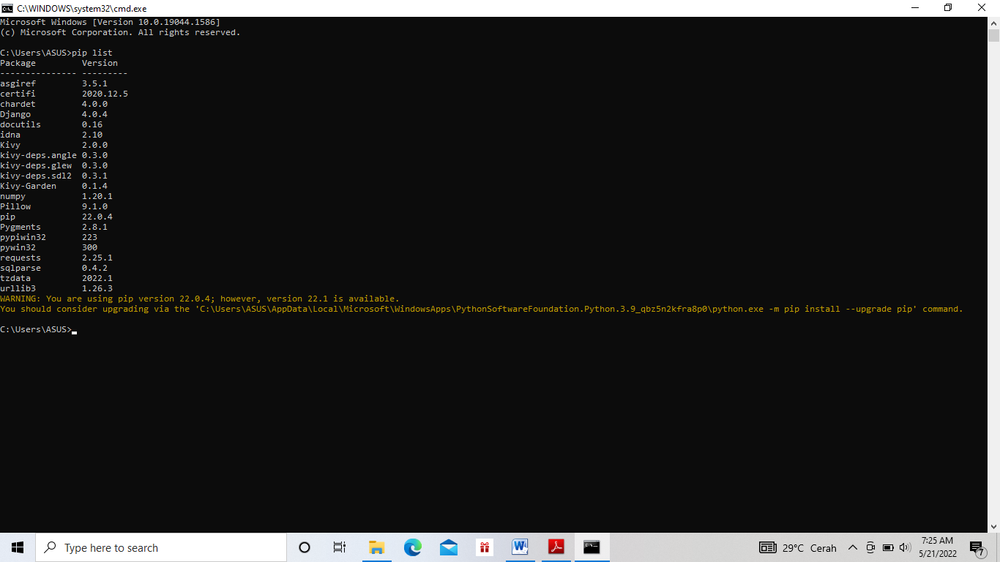 C:\WINDOWS\system32\cmd.exe
Microsoft Windows [Version 10.0.19044.1586]
(c) Microsoft Corporation. All rights reserved.
C:\Users\ASUS>pip list
Package         Version
--------------- ---------
asgiref         3.5.1
certifi         2020.12.5
chardet         4.0.0
Django          4.0.4
docutils        0.16
idna            2.10
Kivy            2.0.0
kivy-deps.angle 0.3.0
kivy-deps.glew  0.3.0
kivy-deps.sdl2  0.3.1
Kivy-Garden     0.1.4
numpy           1.20.1
Pillow          9.1.0
pip             22.0.4
Pygments        2.8.1
pypiwin32       223
pywin32         300
requests        2.25.1
sqlparse        0.4.2
tzdata          2022.1
urllib3         1.26.3
WARNING: You are using pip version 22.0.4; however, version 22.1 is available.
You should consider upgrading via the 'C:\Users\ASUS\AppData\Local\Microsoft\WindowsApps\PythonSoftwareFoundation.Python.3.9_qbz5n2kfra8p0\python.exe -m pip install --upgrade pip' command.
C:\Users\ASUS>
Type here to search
29°C Cerah
7:25 AM
5/21/2022
7